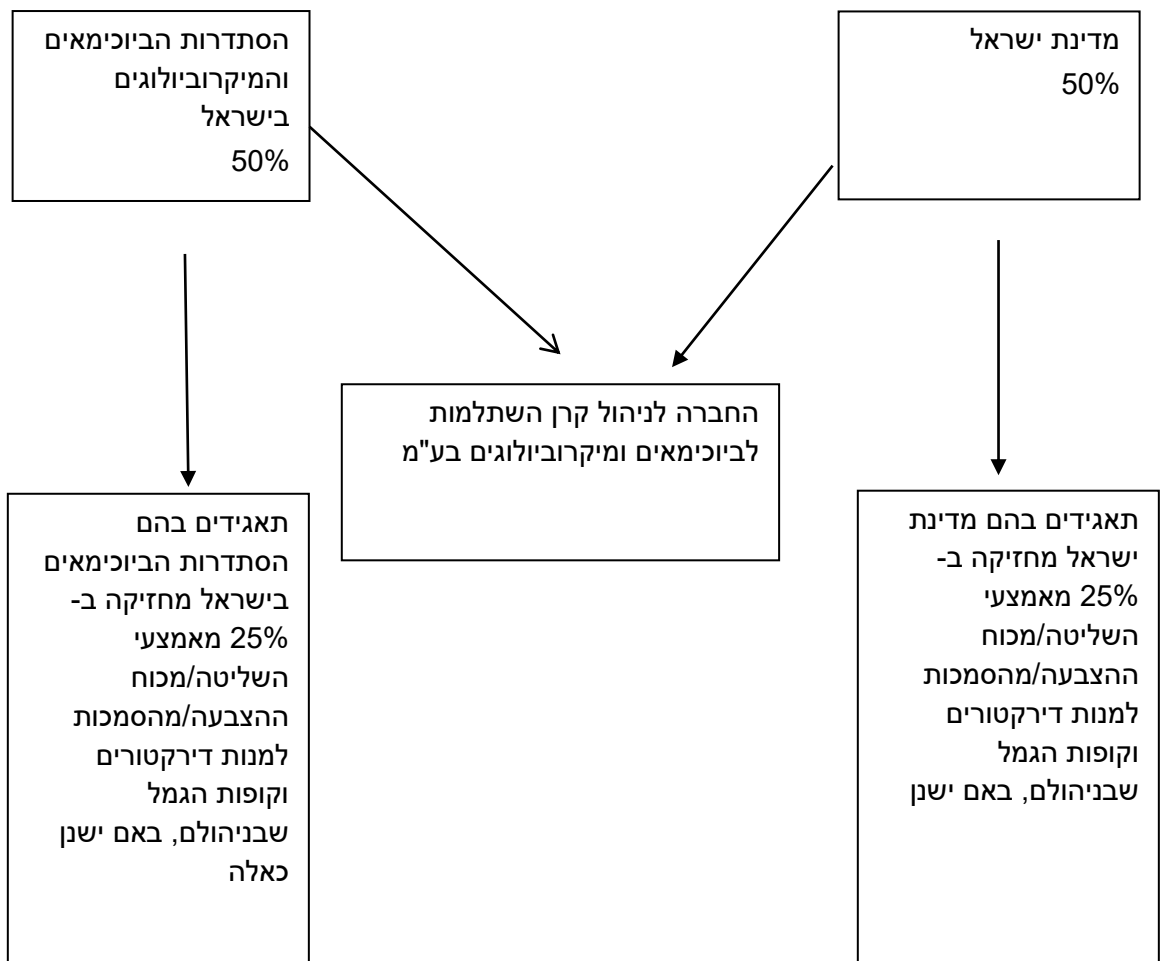 מדינת ישראל
50%
הסתדרות הביוכימאים
והמיקרוביולוגים
בישראל
50%
החברה לניהול קרן השתלמות
לביוכימאים ומיקרוביולוגים בע"מ
תאגידים בהם מדינת
ישראל מחזיקה ב-
25% מאמצעי
השליטה/מכוח
ההצבעה/מהסמכות
למנות דירקטורים
וקופות הגמל
שבניהולם, באם ישנן
תאגידים בהם
הסתדרות הביוכימאים
בישראל מחזיקה ב-
25% מאמצעי
השליטה/מכוח
ההצבעה/מהסמכות
למנות דירקטורים
וקופות הגמל
שבניהולם, באם ישנן
כאלה